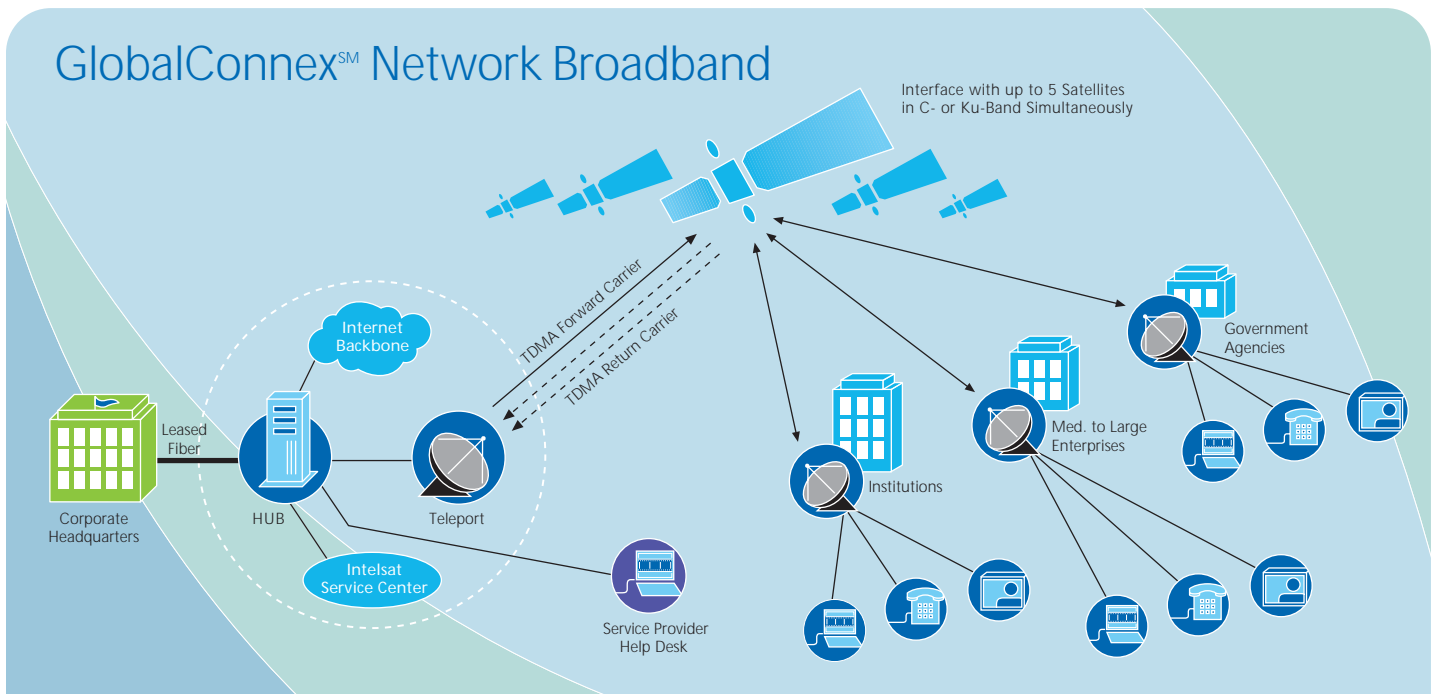 GlobalConnex℠ Network Broadband
Interface with up to 5 Satellites
in C- or Ku-Band Simultaneously
TDMA Forward Carrier
TDMA Return Carrier
Internet
Backbone
Leased
Fiber
Corporate
Headquarters
HUB
Teleport
Intelsat
Service Center
Service Provider
Help Desk
Institutions
Med. to Large
Enterprises
Government
Agencies